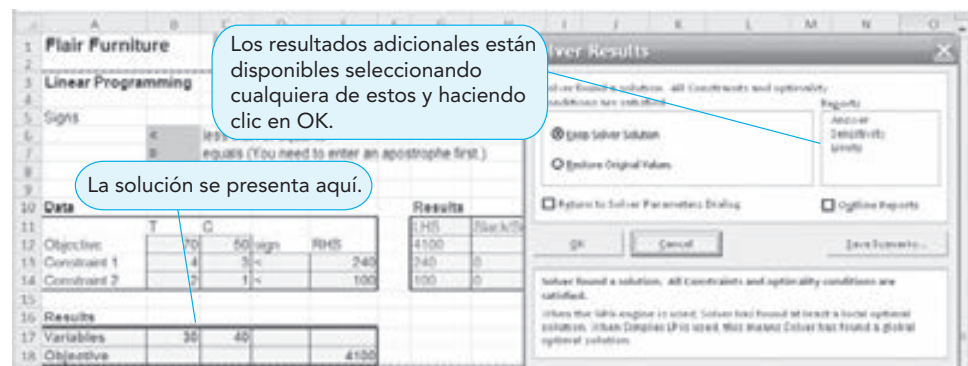 A B I J K L M N O
1 Flair Furniture
2
3 Linear Programming
4
5 Signs
6 <
7 = equals (You need to enter an apostrophe first.)
8
9
10 Data Results
11 T C LHS
12 Objective 70 50 sign RHS 4100
13 Constraint 1 4 3 < 240 240 0
14 Constraint 2 2 1 < 100 100 0
15
16 Results
17 Variables 30 40
18 Objective 4100
Los resultados adicionales están
disponibles seleccionando
cualquiera de estos y haciendo
clic en OK.
La solución se presenta aquí.
Solver Results
Solver found a solution. All Constraints and optimality
conditions are satisfied.
Reports
Answer
Sensitivity
Limits
Keep Solver Solution
Restore Original Values
Return to Solver Parameters Dialog
Outline Reports
OK Cancel Save Scenario...
Solver found a solution. All Constraints and optimality conditions are
satisfied.
When the GRG engine is used, Solver has found at least a local optimal
solution. When Simplex LP is used, this means Solver has found a global
optimal solution.